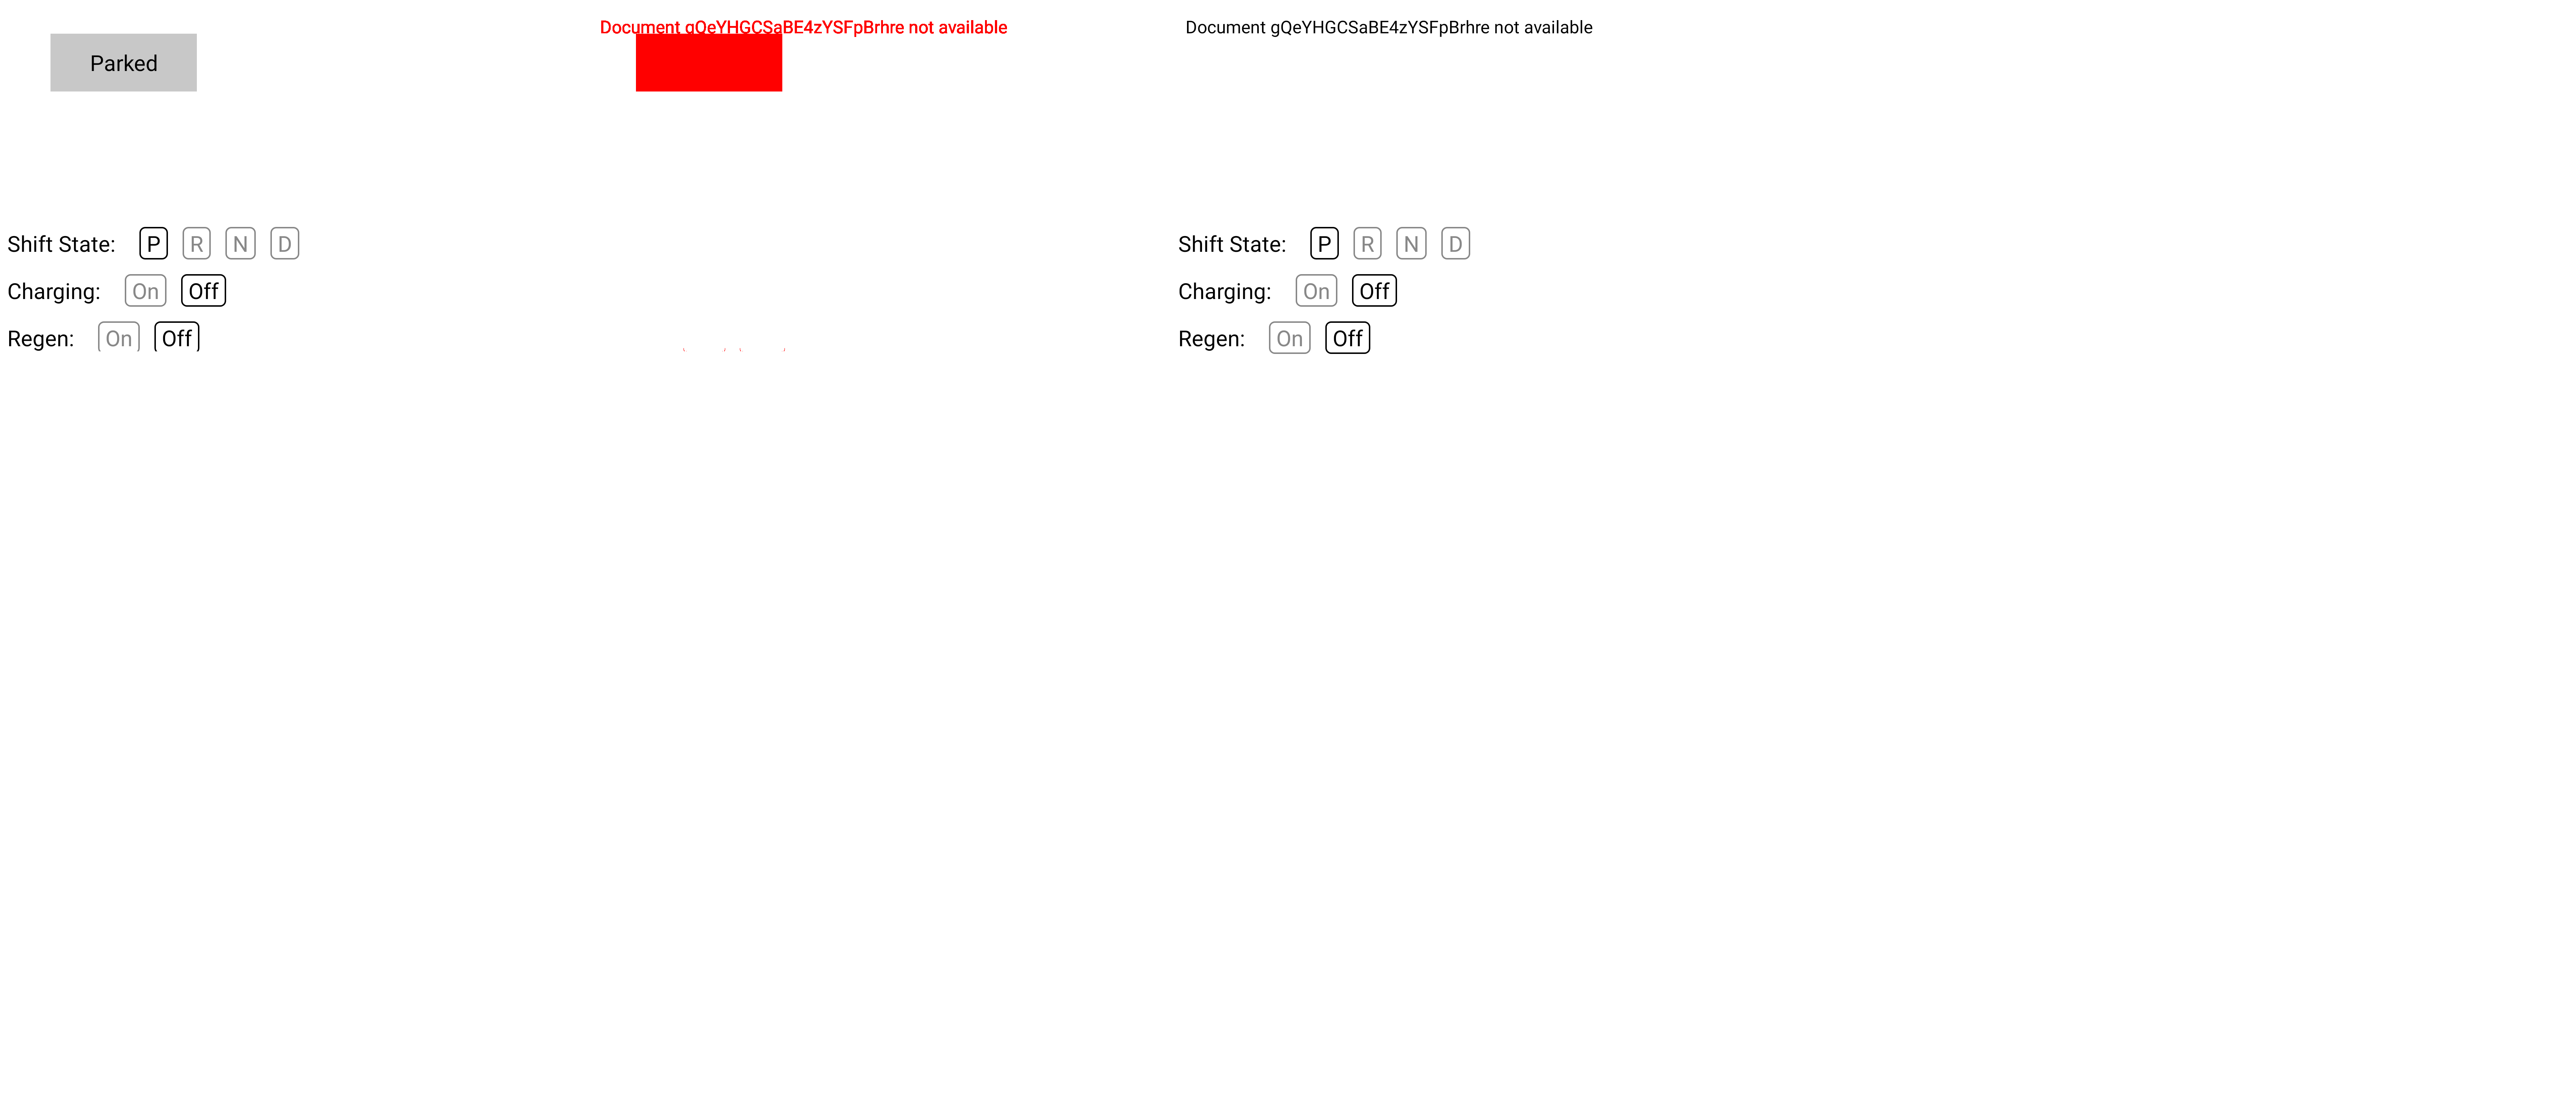 Document gQeYHGCSaBE4zYSFpBrhre not available
Document gQeYHGCSaBE4zYSFpBrhre not available
Parked
Shift State: P R N D
Shift State: P R N D
Charging: On Off
Charging: On Off
Regen: On Off
Regen: On Off